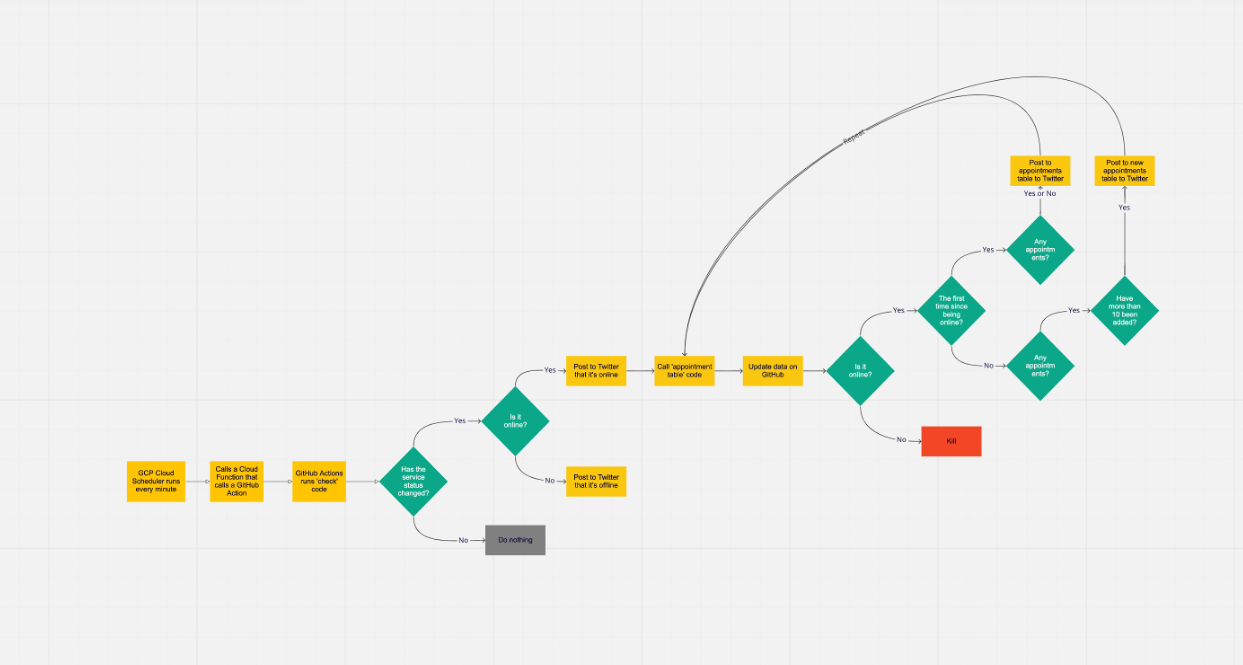 Repeat
Post to
appointments
table to Twitter
Post to new
appointments
table to Twitter
Yes or No
Yes
Any
appointm
ents?
Yes
The first
time since
being
online?
Yes
Have
more than
10 been
added?
Yes
Any
appointm
ents?
No
Is it
online?
Yes
Post to Twitter
that it's online
Call 'appointment
table' code
Update data on
GitHub
Is it
online?
Yes
No
Kill
GCP Cloud
Scheduler runs
every minute
Calls a Cloud
Function that
calls a GitHub
Action
GitHub Actions
runs 'check'
code
Has the
service
status
changed?
No
Post to Twitter
that it's offline
No
Do nothing
Yes